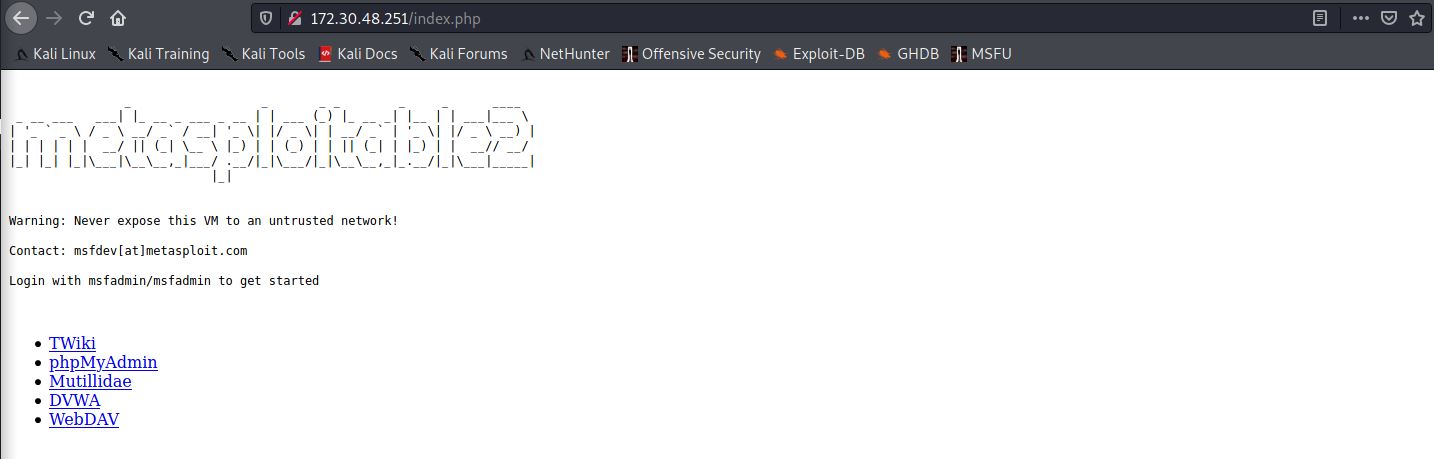 172.30.48.251/index.php
Kali Linux Kali Training Kali Tools Kali Docs Kali Forums NetHunter Offensive Security Exploit-DB GHDB MSFU
metasploitable2
Warning: Never expose this VM to an untrusted network!
Contact: msfdev[at]metasploit.com
Login with msfadmin/msfadmin to get started
TWiki
phpMyAdmin
Mutillidae
DVWA
WebDAV